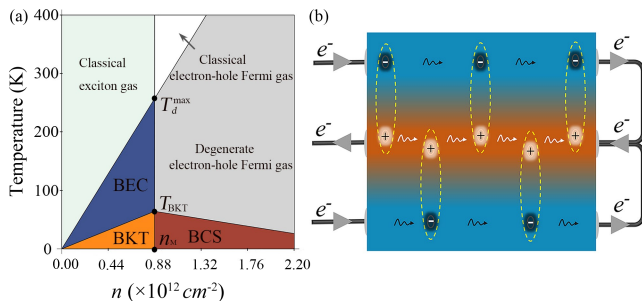 (a)
Temperature (K)
400
300
200
100
0
Classical
exciton gas
Classical
electron-hole Fermi gas
T_d^max
Degenerate
electron-hole Fermi gas
BEC
T_BKT
BKT
n_M
BCS
0.00 0.44 0.88 1.32 1.76 2.20
n (×10^12 cm^-2)
(b)
e^- - - - e^-
e^- + + + + + e^-
e^- - - e^-